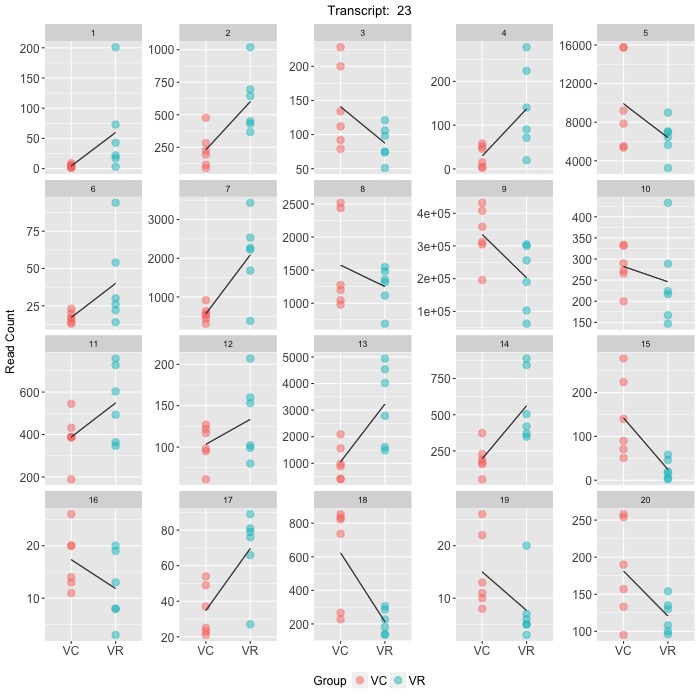 Transcript: 23
1 2 3 4 5
200 1000 200 200 16000
150 750 150 12000
100 500 100 100 8000
50 250 4000
0 50 0
6 7 8 9 10
75 3000 2500 4e+05 400
50 2000 2000 3e+05 350
25 1000 1500 2e+05 300
1000 1e+05 250
200
150
Read Count
11 12 13 14 15
600 200 5000 750 200
400 150 4000 500 100
200 100 3000 250 0
2000
1000
16 17 18 19 20
20 80 800 20 250
10 60 600 10 200
40 400 150
20 200 100
VC VR VC VR VC VR VC VR VC VR
Group VC VR